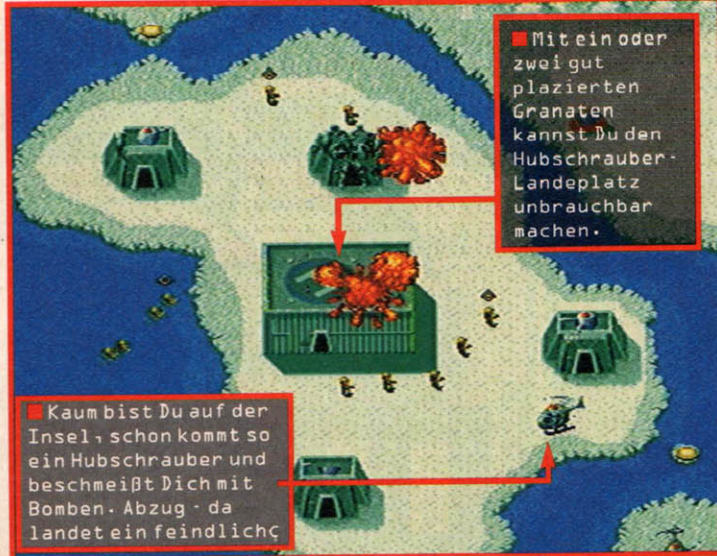 Mit ein oder
zwei gut
plazierten
Granaten
kannst Du den
Hubschrauber-
Landeplatz
unbrauchbar
machen.
Kaum bist Du auf der
Insel, schon kommt so
ein Hubschrauber und
beschmeißt Dich mit
Bomben. Abzug - da
landet ein feindlichç